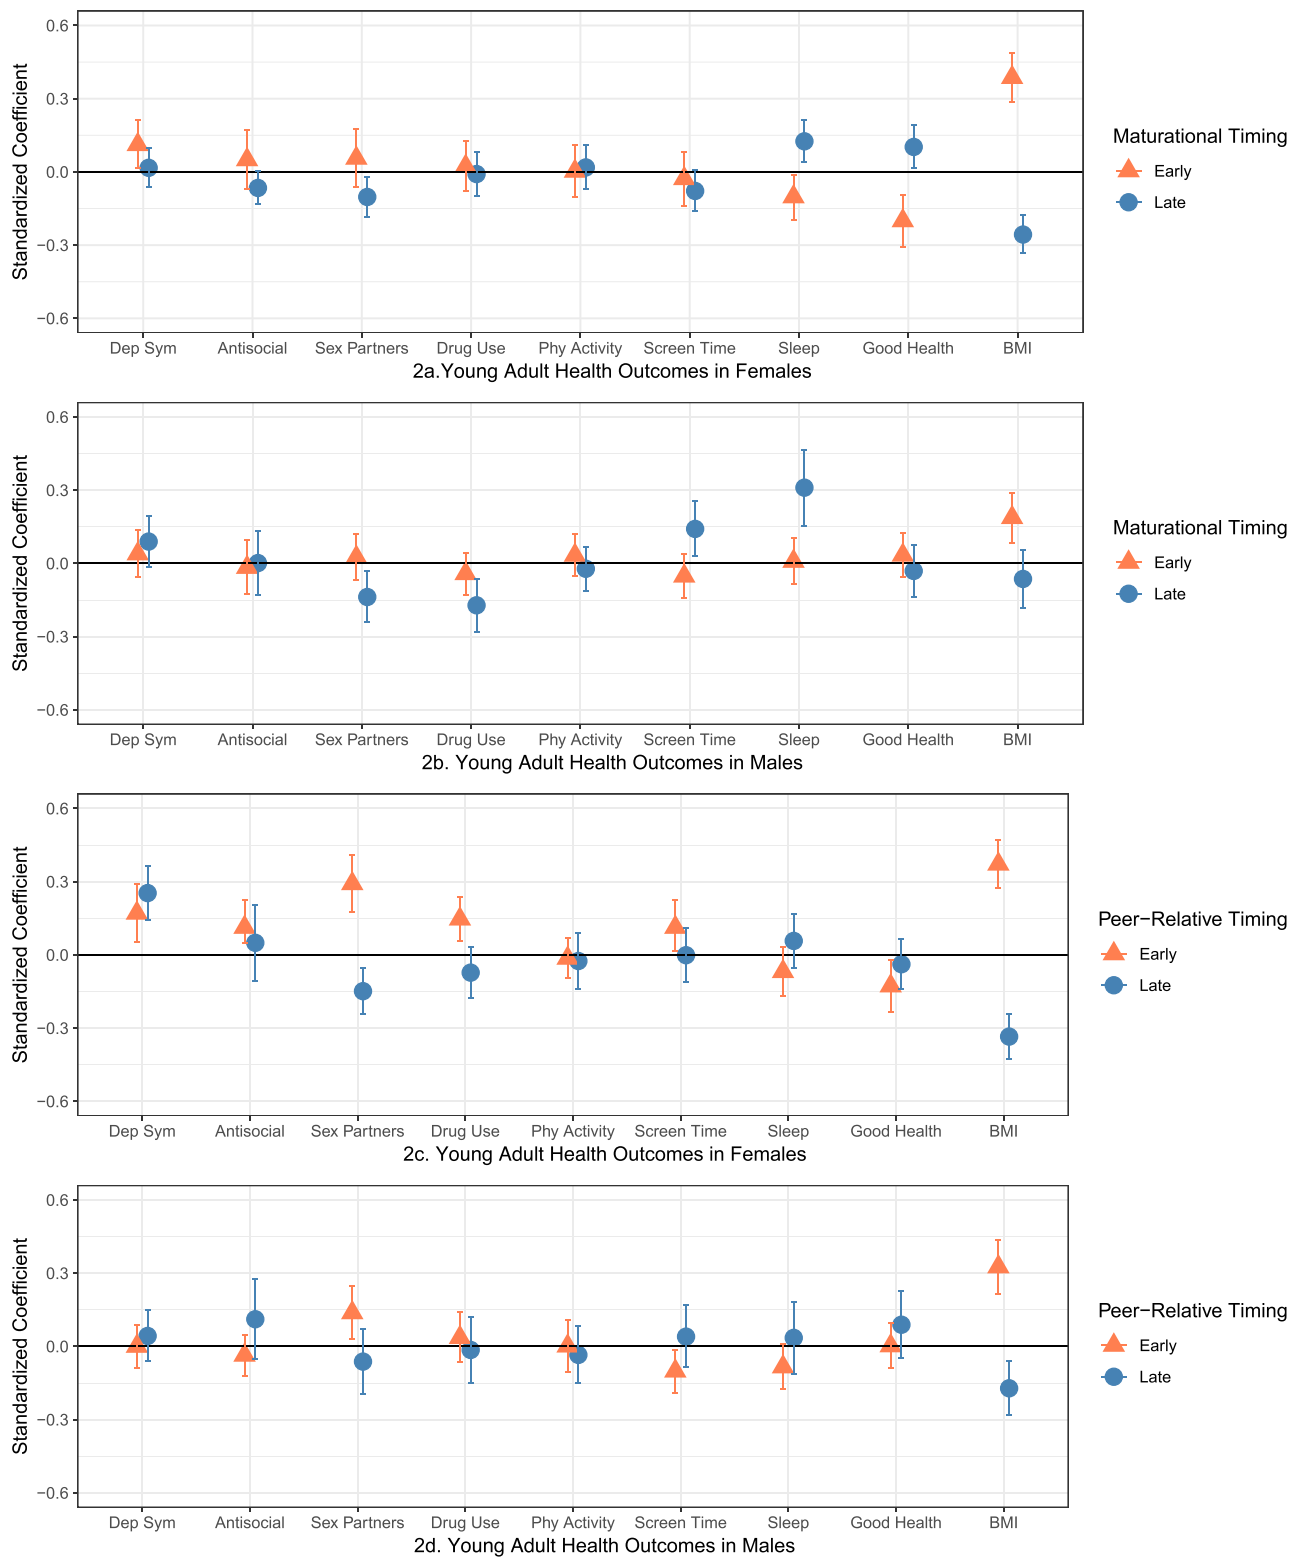 0.6
0.3
0.0
−0.3
−0.6
Standardized Coefficient
Dep Sym Antisocial Sex Partners Drug Use Phy Activity Screen Time Sleep Good Health BMI
2a.Young Adult Health Outcomes in Females
Maturational Timing
Early
Late
0.6
0.3
0.0
−0.3
−0.6
Standardized Coefficient
Dep Sym Antisocial Sex Partners Drug Use Phy Activity Screen Time Sleep Good Health BMI
2b. Young Adult Health Outcomes in Males
Maturational Timing
Early
Late
0.6
0.3
0.0
−0.3
−0.6
Standardized Coefficient
Dep Sym Antisocial Sex Partners Drug Use Phy Activity Screen Time Sleep Good Health BMI
2c. Young Adult Health Outcomes in Females
Peer−Relative Timing
Early
Late
0.6
0.3
0.0
−0.3
−0.6
Standardized Coefficient
Dep Sym Antisocial Sex Partners Drug Use Phy Activity Screen Time Sleep Good Health BMI
2d. Young Adult Health Outcomes in Males
Peer−Relative Timing
Early
Late